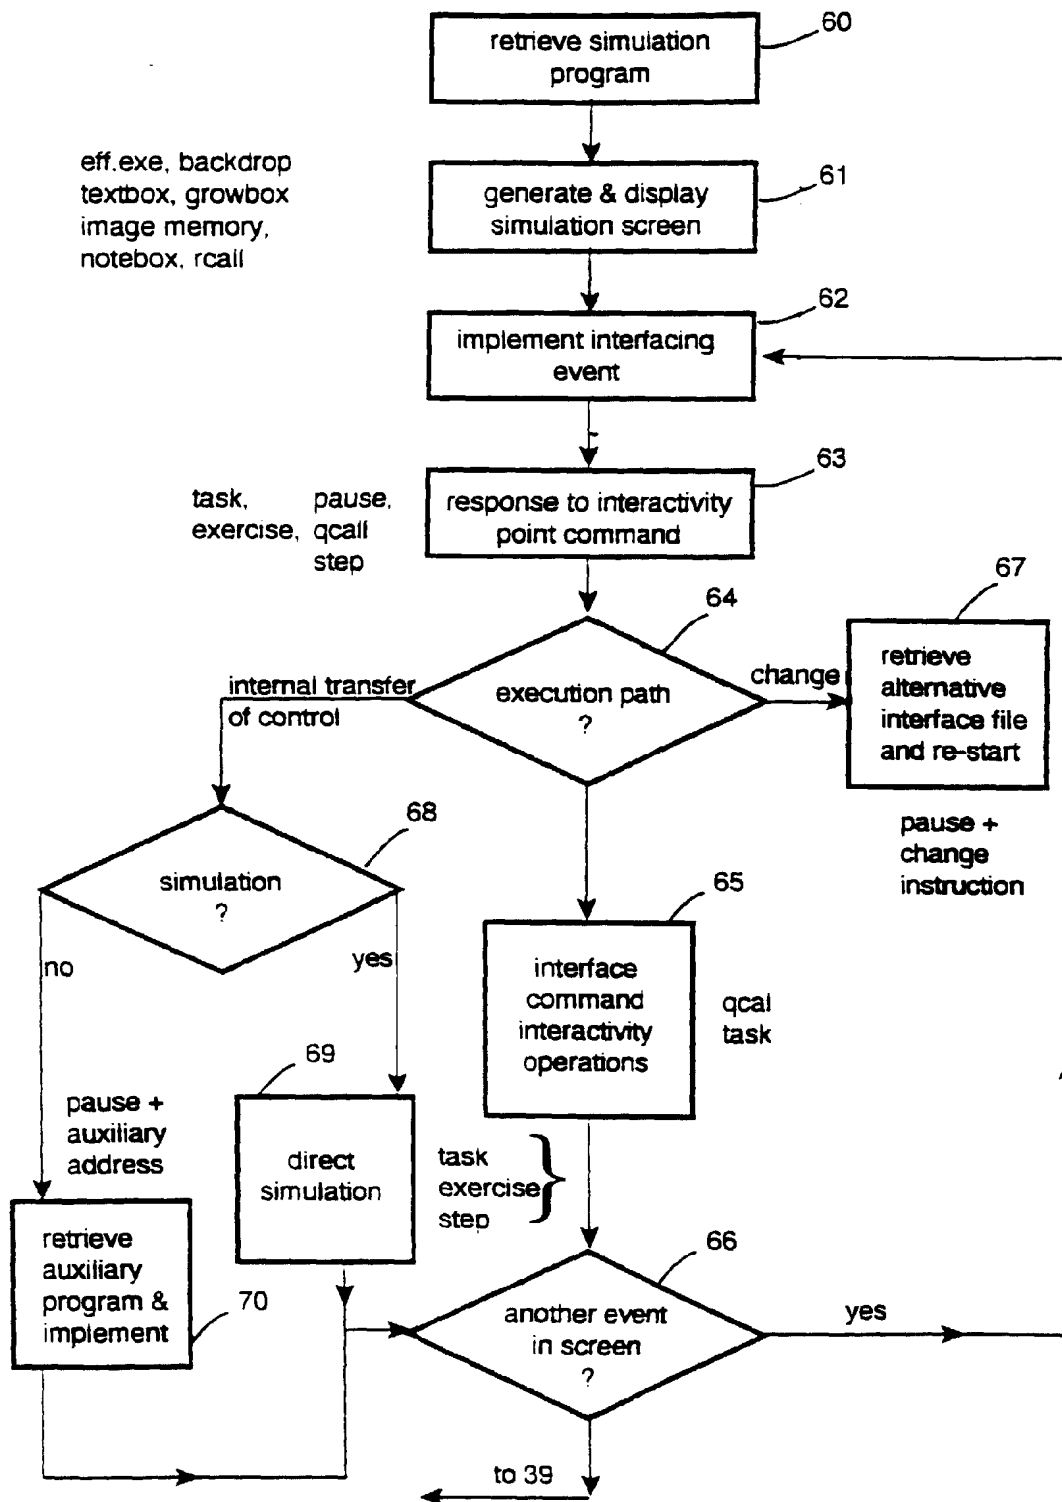 60
retrieve simulation
program
eff.exe, backdrop
textbox, growbox
image memory,
notebox, rcall
61
generate & display
simulation screen
62
implement interfacing
event
63
task, pause,
exercise, qcall
step
response to interactivity
point command
64
execution path
?
change
67
retrieve
alternative
interface file
and re-start
pause +
change
instruction
internal transfer
of control
68
simulation
?
no
yes
65
interface
command
interactivity
operations
qcal
task
69
direct
simulation
pause +
auxiliary
address
task
exercise
step
70
retrieve
auxiliary
program &
implement
66
another event
in screen
?
yes
to 39